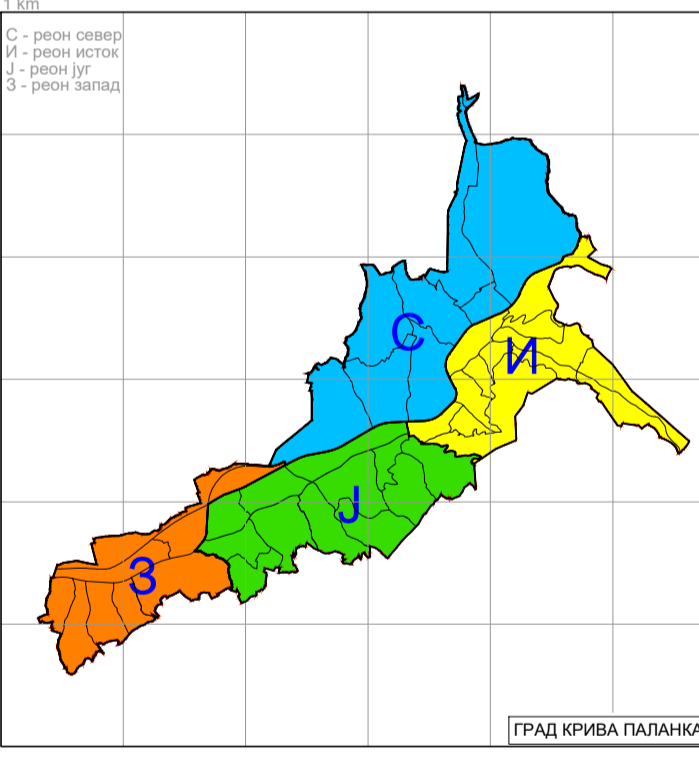 1 km
С - реон север
И - реон исток
Ј - реон југ
З - реон запад
С
И
Ј
З
ГРАД КРИВА ПАЛАНКА